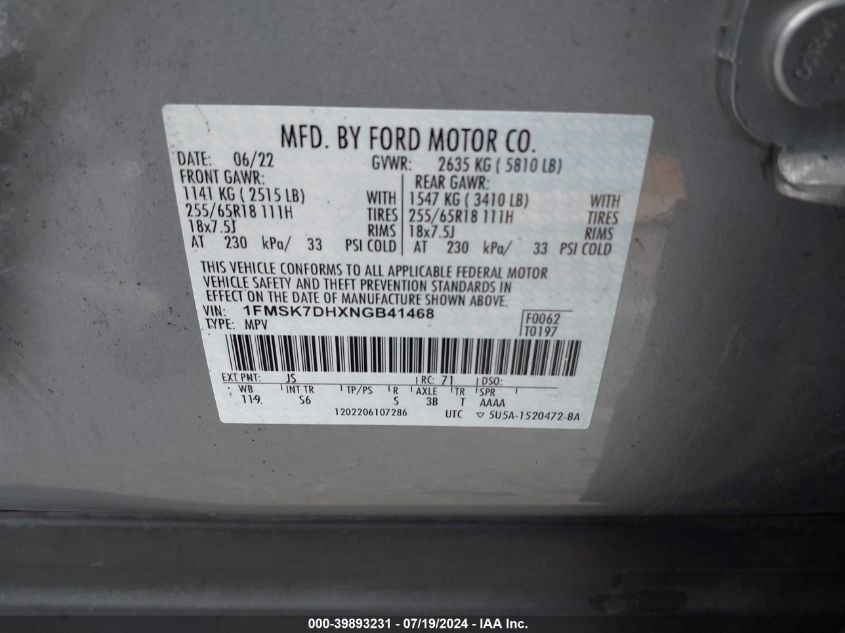 MFD. BY FORD MOTOR CO.
DATE: 06/22 GVWR: 2635 KG ( 5810 LB)
FRONT GAWR: REAR GAWR:
1141 KG ( 2515 LB) WITH 1547 KG ( 3410 LB) WITH
255/65R18 111H TIRES 255/65R18 111H TIRES
18x7.5J RIMS 18x7.5J RIMS
AT 230 kPa/ 33 PSI COLD AT 230 kPa/ 33 PSI COLD
THIS VEHICLE CONFORMS TO ALL APPLICABLE FEDERAL MOTOR
VEHICLE SAFETY AND THEFT PREVENTION STANDARDS IN
EFFECT ON THE DATE OF MANUFACTURE SHOWN ABOVE.
VIN: 1FMSK7DHXNGB41468 F0062
TYPE: MPV T0197
EXT PNT: JS RC: 71 DSO:
WB INT TR TP/PS R AXLE TR SPR
119. S6 S 3B T AAAA
1202206107286 UTC ▽ 5U5A-1520472-BA
000-39893231 - 07/19/2024 - IAA Inc.